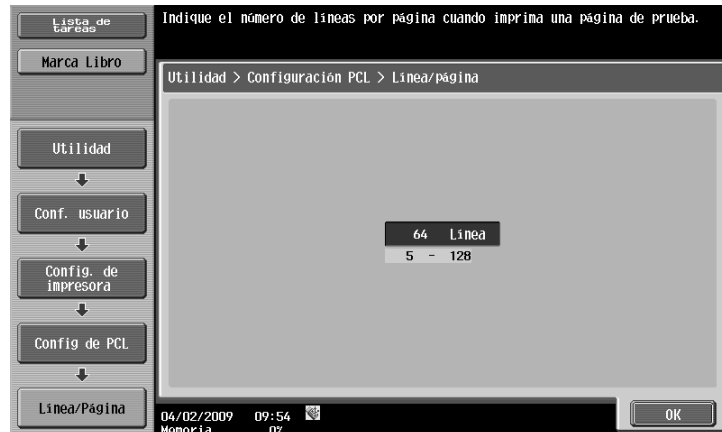 Lista de
tareas
Marca Libro
Utilidad
Conf. usuario
Config. de
impresora
Config de PCL
Línea/Página
Indique el número de líneas por página cuando imprima una página de prueba.
Utilidad > Configuración PCL > Línea/página
64 Línea
5 - 128
04/02/2009 09:54
Memoria 0%
OK